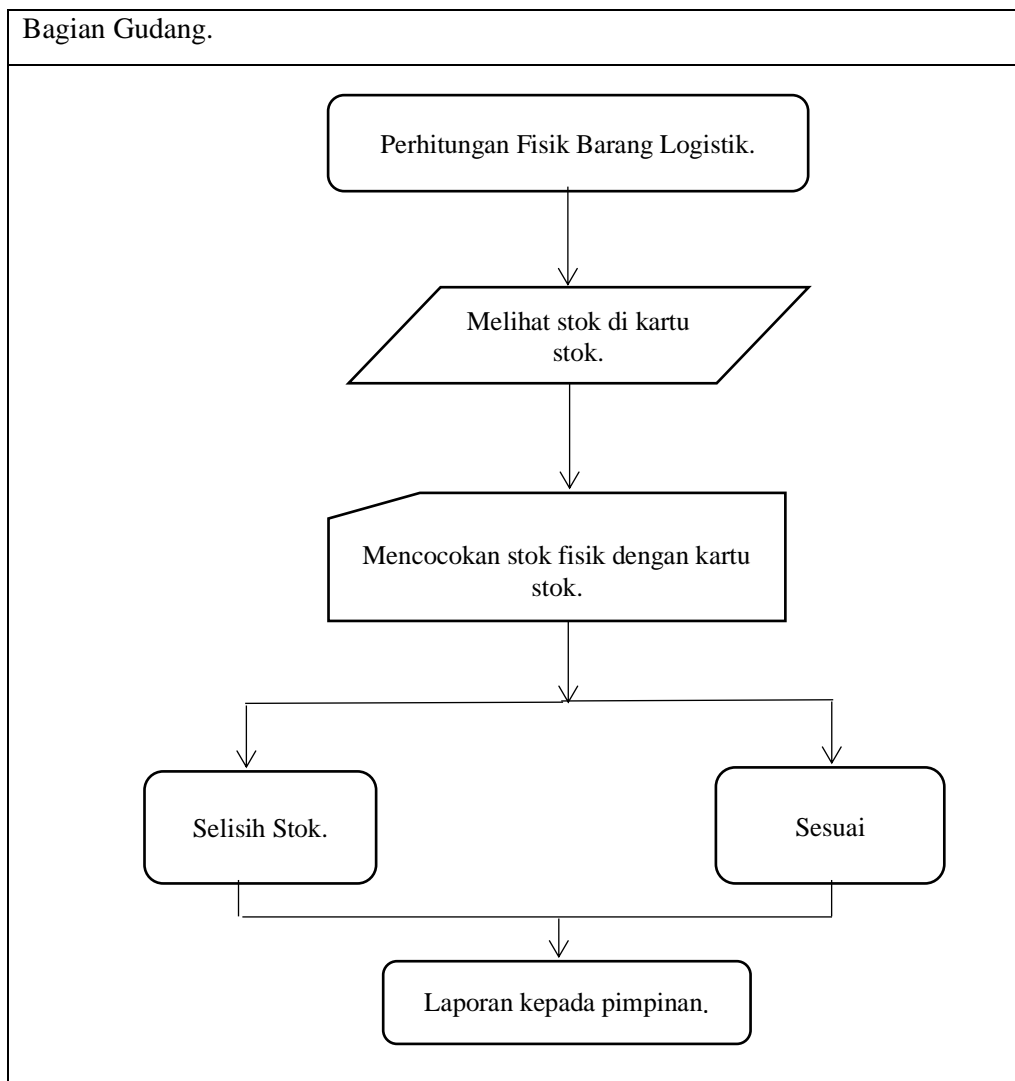 Bagian Gudang.
Perhitungan Fisik Barang Logistik.
Melihat stok di kartu
stok.
Mencocokan stok fisik dengan kartu
stok.
Selisih Stok.
Sesuai
Laporan kepada pimpinan.